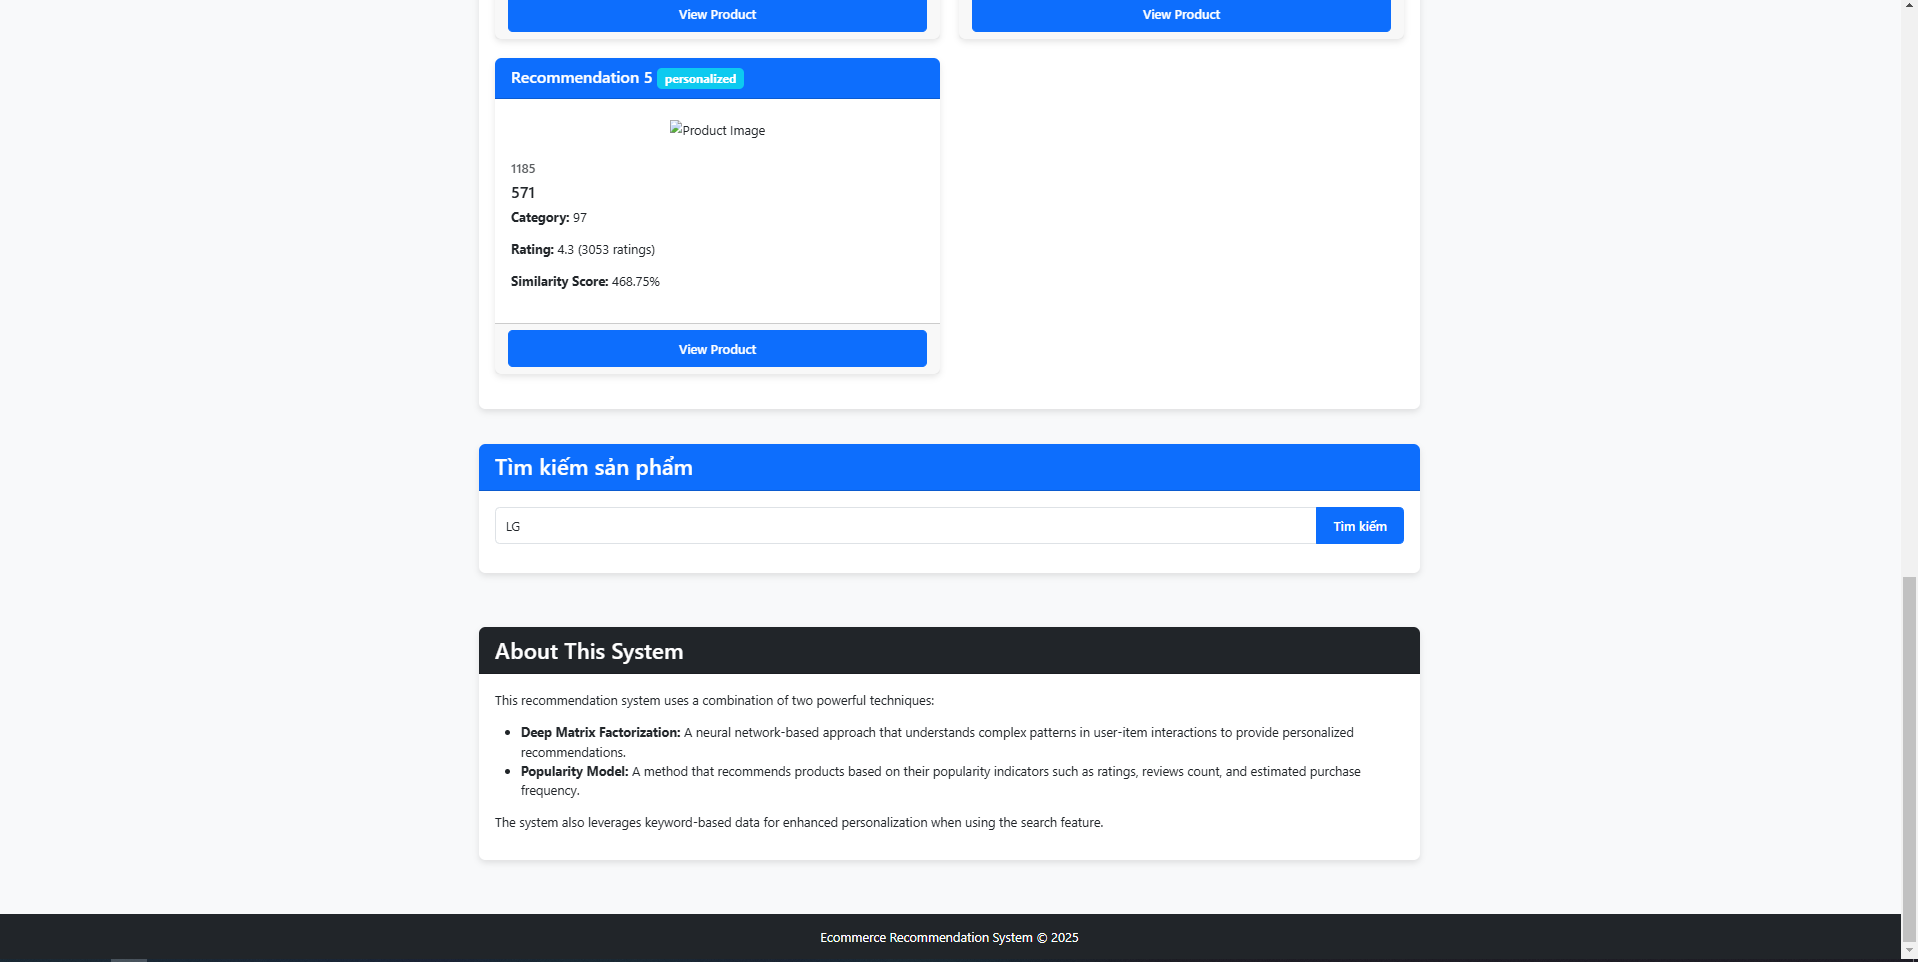 View Product
View Product
Recommendation 5 personalized
Product Image
1185
571
Category: 97
Rating: 4.3 (3053 ratings)
Similarity Score: 468.75%
View Product
Tìm kiếm sản phẩm
LG
Tìm kiếm
About This System
This recommendation system uses a combination of two powerful techniques:
Deep Matrix Factorization: A neural network-based approach that understands complex patterns in user-item interactions to provide personalized
recommendations.
Popularity Model: A method that recommends products based on their popularity indicators such as ratings, reviews count, and estimated purchase
frequency.
The system also leverages keyword-based data for enhanced personalization when using the search feature.
Ecommerce Recommendation System © 2025